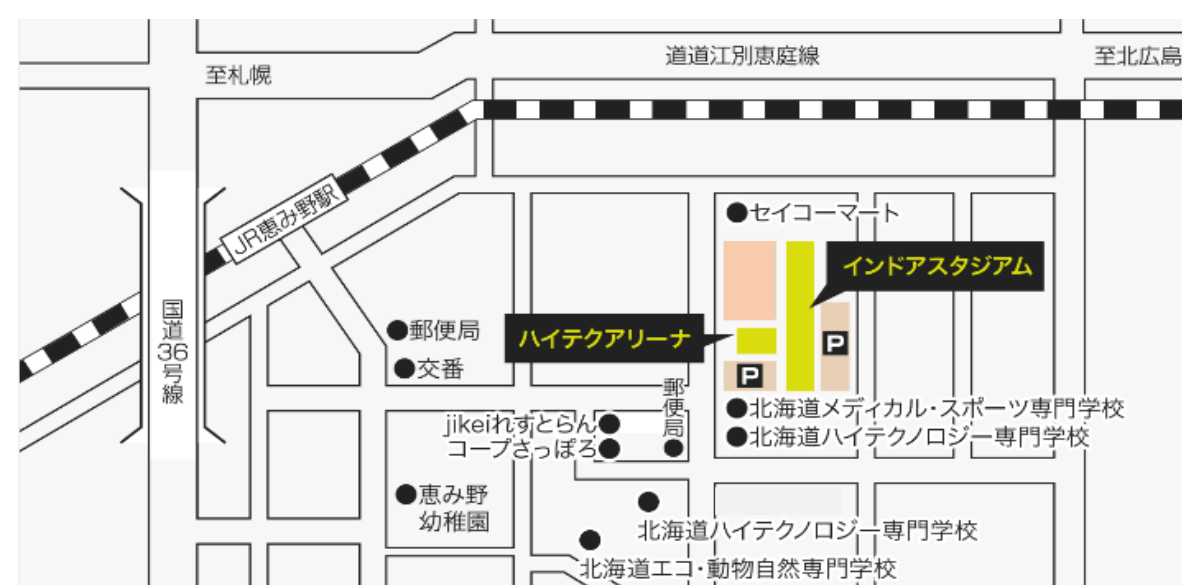 道道江別恵庭線
至北広島
至札幌
JR恵み野駅
セイコーマート
インドアスタジアム
国道36号線
郵便局
ハイテクアリーナ
P
交番
P
郵便局
北海道メディカル・スポーツ専門学校
jikeiれすとらん
北海道ハイテクノロジー専門学校
コープさっぽろ
恵み野
幼稚園
北海道ハイテクノロジー専門学校
北海道エコ・動物自然専門学校